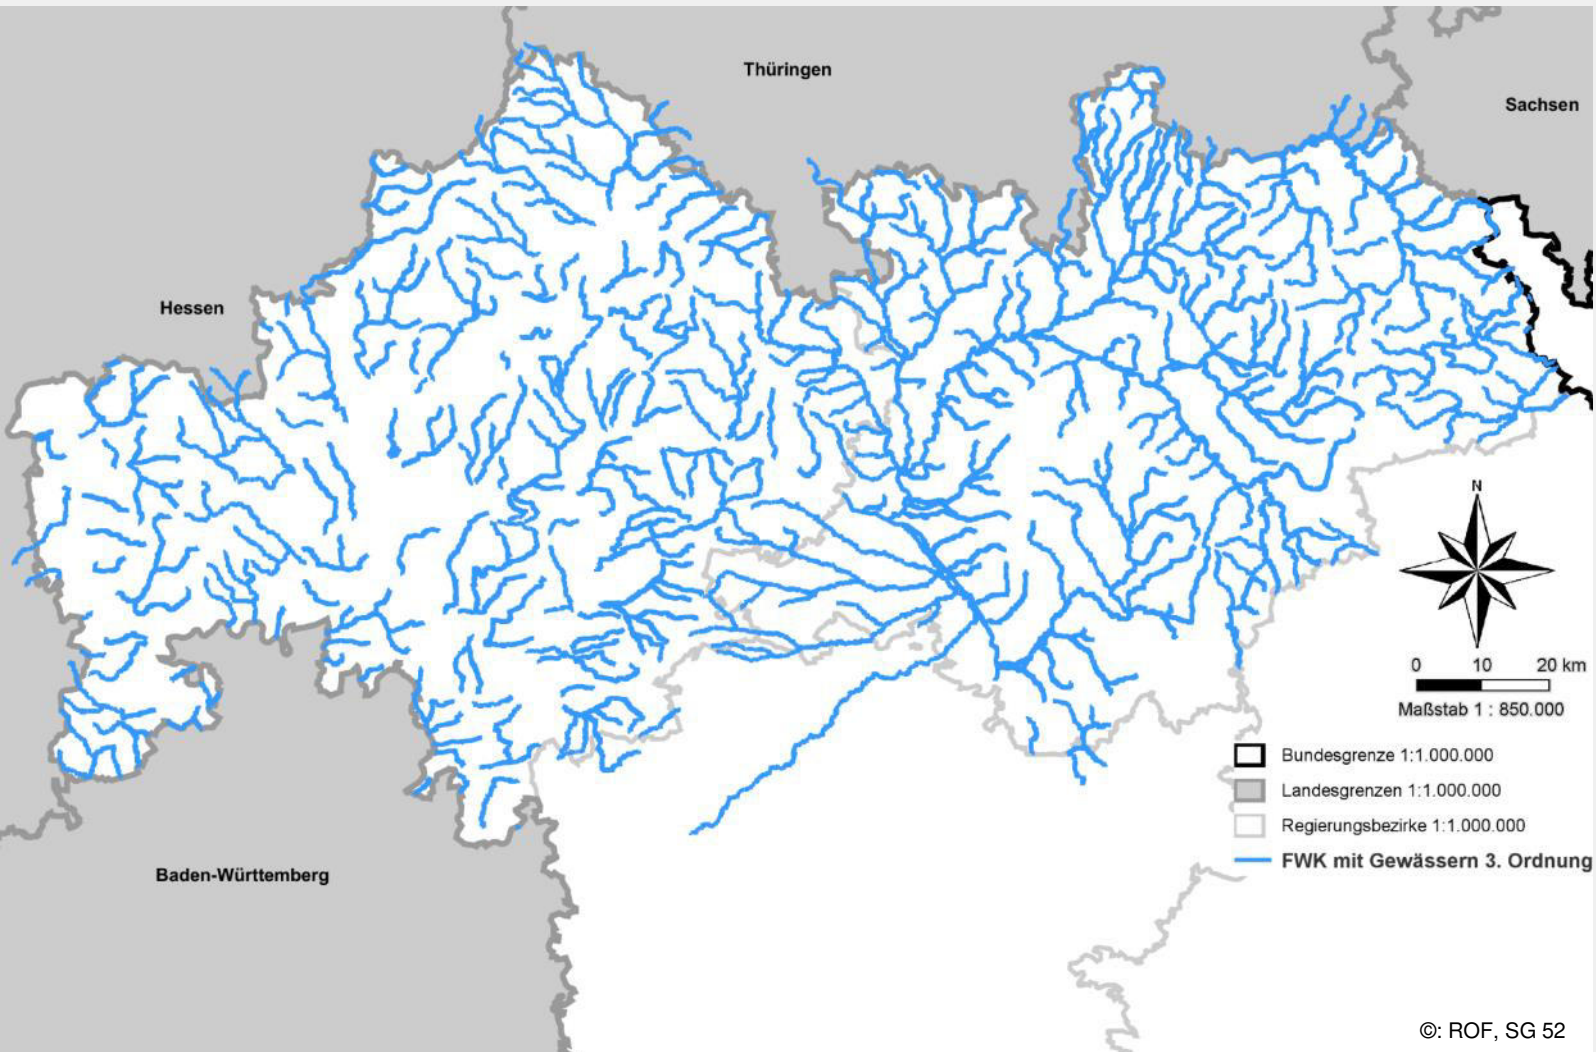 Thüringen
Sachsen
Hessen
N
0 10 20 km
Maßstab 1 : 850.000
Bundesgrenze 1:1.000.000
Landesgrenzen 1:1.000.000
Regierungsbezirke 1:1.000.000
FWK mit Gewässern 3. Ordnung
Baden-Württemberg
©: ROF, SG 52